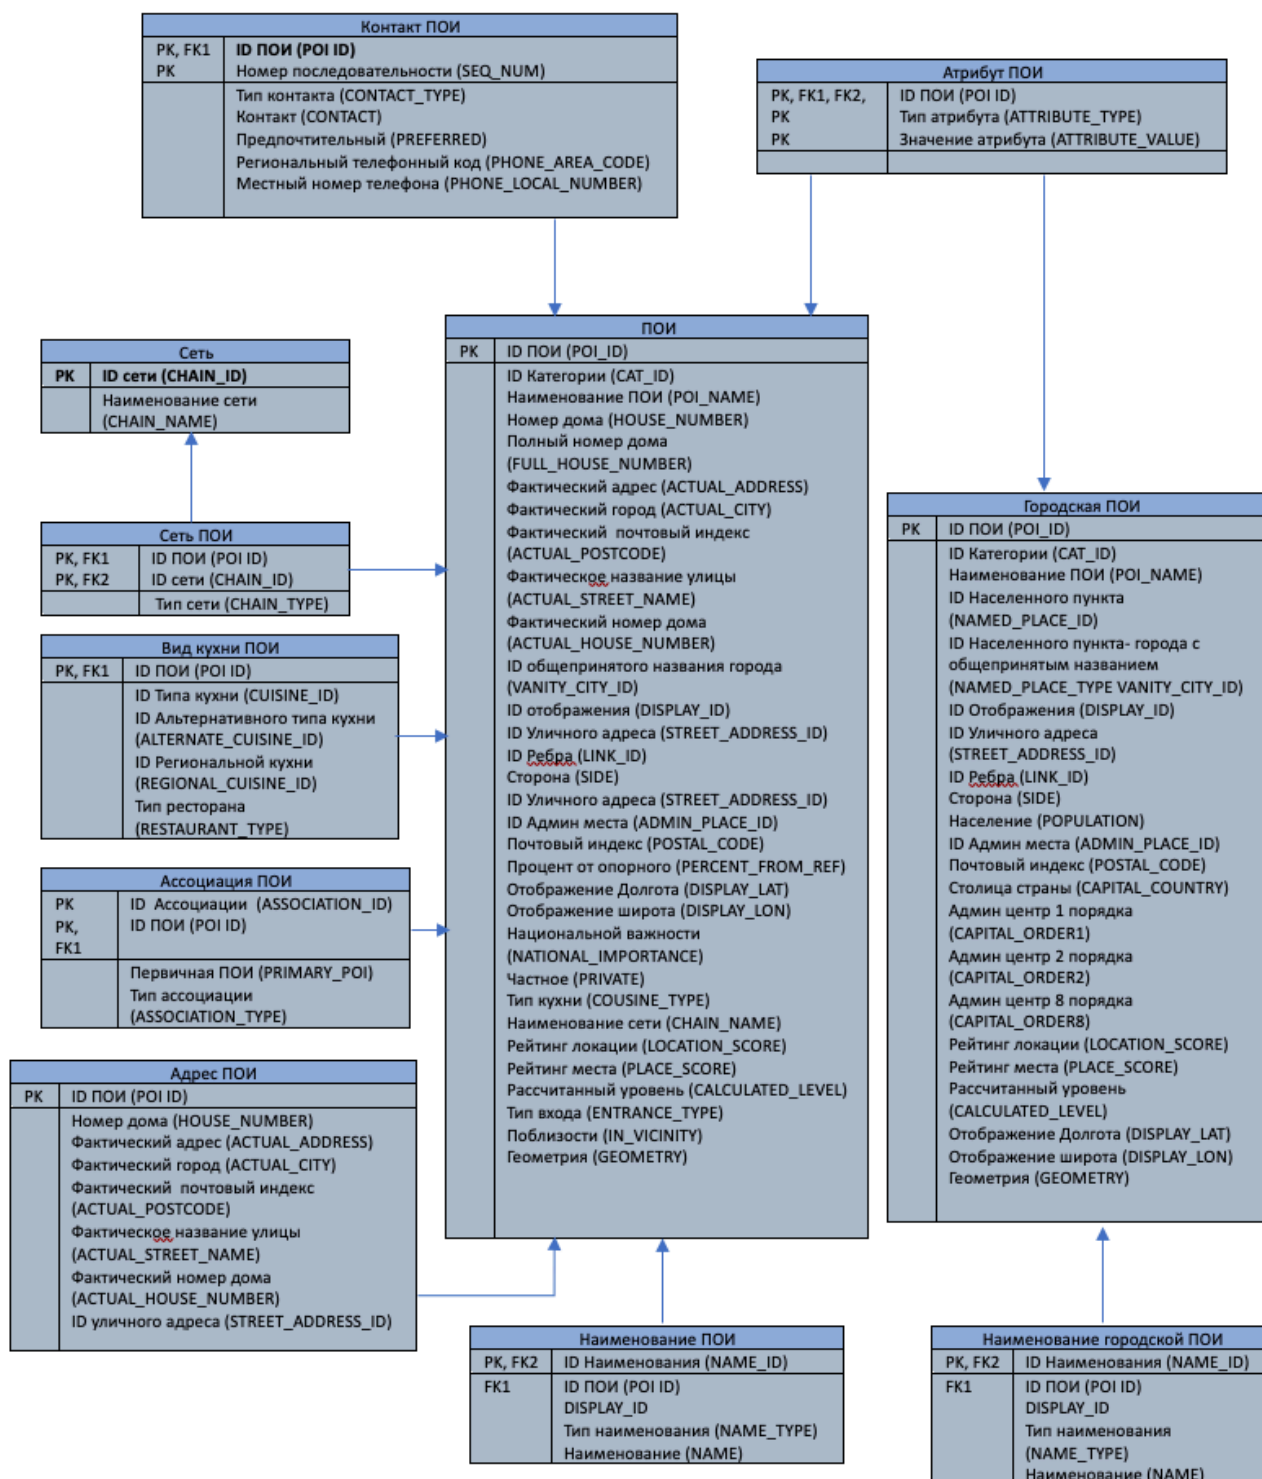 Контакт ПОИ
PK, FK1 ID ПОИ (POI ID)
PK Номер последовательности (SEQ_NUM)
Тип контакта (CONTACT_TYPE)
Контакт (CONTACT)
Предпочтительный (PREFERRED)
Региональный телефонный код (PHONE_AREA_CODE)
Местный номер телефона (PHONE_LOCAL_NUMBER)
Атрибут ПОИ
PK, FK1, FK2, ID ПОИ (POI ID)
PK Тип атрибута (ATTRIBUTE_TYPE)
PK Значение атрибута (ATTRIBUTE_VALUE)
Сеть
PK ID сети (CHAIN_ID)
Наименование сети
(CHAIN_NAME)
Сеть ПОИ
PK, FK1 ID ПОИ (POI ID)
PK, FK2 ID сети (CHAIN_ID)
Тип сети (CHAIN_TYPE)
Вид кухни ПОИ
PK, FK1 ID ПОИ (POI ID)
ID Типа кухни (CUISINE_ID)
ID Альтернативного типа кухни
(ALTERNATE_CUISINE_ID)
ID Региональной кухни
(REGIONAL_CUISINE_ID)
Тип ресторана
(RESTAURANT_TYPE)
Ассоциация ПОИ
PK ID Ассоциации (ASSOCIATION_ID)
PK, ID ПОИ (POI ID)
FK1
Первичная ПОИ (PRIMARY_POI)
Тип ассоциации
(ASSOCIATION_TYPE)
Адрес ПОИ
PK ID ПОИ (POI ID)
Номер дома (HOUSE_NUMBER)
Фактический адрес (ACTUAL_ADDRESS)
Фактический город (ACTUAL_CITY)
Фактический почтовый индекс
(ACTUAL_POSTCODE)
Фактическое название улицы
(ACTUAL_STREET_NAME)
Фактический номер дома
(ACTUAL_HOUSE_NUMBER)
ID уличного адреса (STREET_ADDRESS_ID)
ПОИ
PK ID ПОИ (POI_ID)
ID Категории (CAT_ID)
Наименование ПОИ (POI_NAME)
Номер дома (HOUSE_NUMBER)
Полный номер дома
(FULL_HOUSE_NUMBER)
Фактический адрес (ACTUAL_ADDRESS)
Фактический город (ACTUAL_CITY)
Фактический почтовый индекс
(ACTUAL_POSTCODE)
Фактическое название улицы
(ACTUAL_STREET_NAME)
Фактический номер дома
(ACTUAL_HOUSE_NUMBER)
ID общепринятого названия города
(VANITY_CITY_ID)
ID отображения (DISPLAY_ID)
ID Уличного адреса (STREET_ADDRESS_ID)
ID Ребра (LINK_ID)
Сторона (SIDE)
ID Уличного адреса (STREET_ADDRESS_ID)
ID Админ места (ADMIN_PLACE_ID)
Почтовый индекс (POSTAL_CODE)
Процент от опорного (PERCENT_FROM_REF)
Отображение Долгота (DISPLAY_LAT)
Отображение широта (DISPLAY_LON)
Национальной важности
(NATIONAL_IMPORTANCE)
Частное (PRIVATE)
Тип кухни (COUSINE_TYPE)
Наименование сети (CHAIN_NAME)
Рейтинг локации (LOCATION_SCORE)
Рейтинг места (PLACE_SCORE)
Рассчитанный уровень (CALCULATED_LEVEL)
Тип входа (ENTRANCE_TYPE)
Поблизости (IN_VICINITY)
Геометрия (GEOMETRY)
Городская ПОИ
PK ID ПОИ (POI_ID)
ID Категории (CAT_ID)
Наименование ПОИ (POI_NAME)
ID Населенного пункта
(NAMED_PLACE_ID)
ID Населенного пункта- города с
общепринятым названием
(NAMED_PLACE_TYPE VANITY_CITY_ID)
ID Отображения (DISPLAY_ID)
ID Уличного адреса
(STREET_ADDRESS_ID)
ID Ребра (LINK_ID)
Сторона (SIDE)
Население (POPULATION)
ID Админ места (ADMIN_PLACE_ID)
Почтовый индекс (POSTAL_CODE)
Столица страны (CAPITAL_COUNTRY)
Админ центр 1 порядка
(CAPITAL_ORDER1)
Админ центр 2 порядка
(CAPITAL_ORDER2)
Админ центр 8 порядка
(CAPITAL_ORDER8)
Рейтинг локации (LOCATION_SCORE)
Рейтинг места (PLACE_SCORE)
Рассчитанный уровень
(CALCULATED_LEVEL)
Отображение Долгота (DISPLAY_LAT)
Отображение широта (DISPLAY_LON)
Геометрия (GEOMETRY)
Наименование ПОИ
PK, FK2 ID Наименования (NAME_ID)
FK1 ID ПОИ (POI ID)
DISPLAY_ID
Тип наименования (NAME_TYPE)
Наименование (NAME)
Наименование городской ПОИ
PK, FK2 ID Наименования (NAME_ID)
FK1 ID ПОИ (POI ID)
DISPLAY_ID
Тип наименования
(NAME_TYPE)
Наименование (NAME)